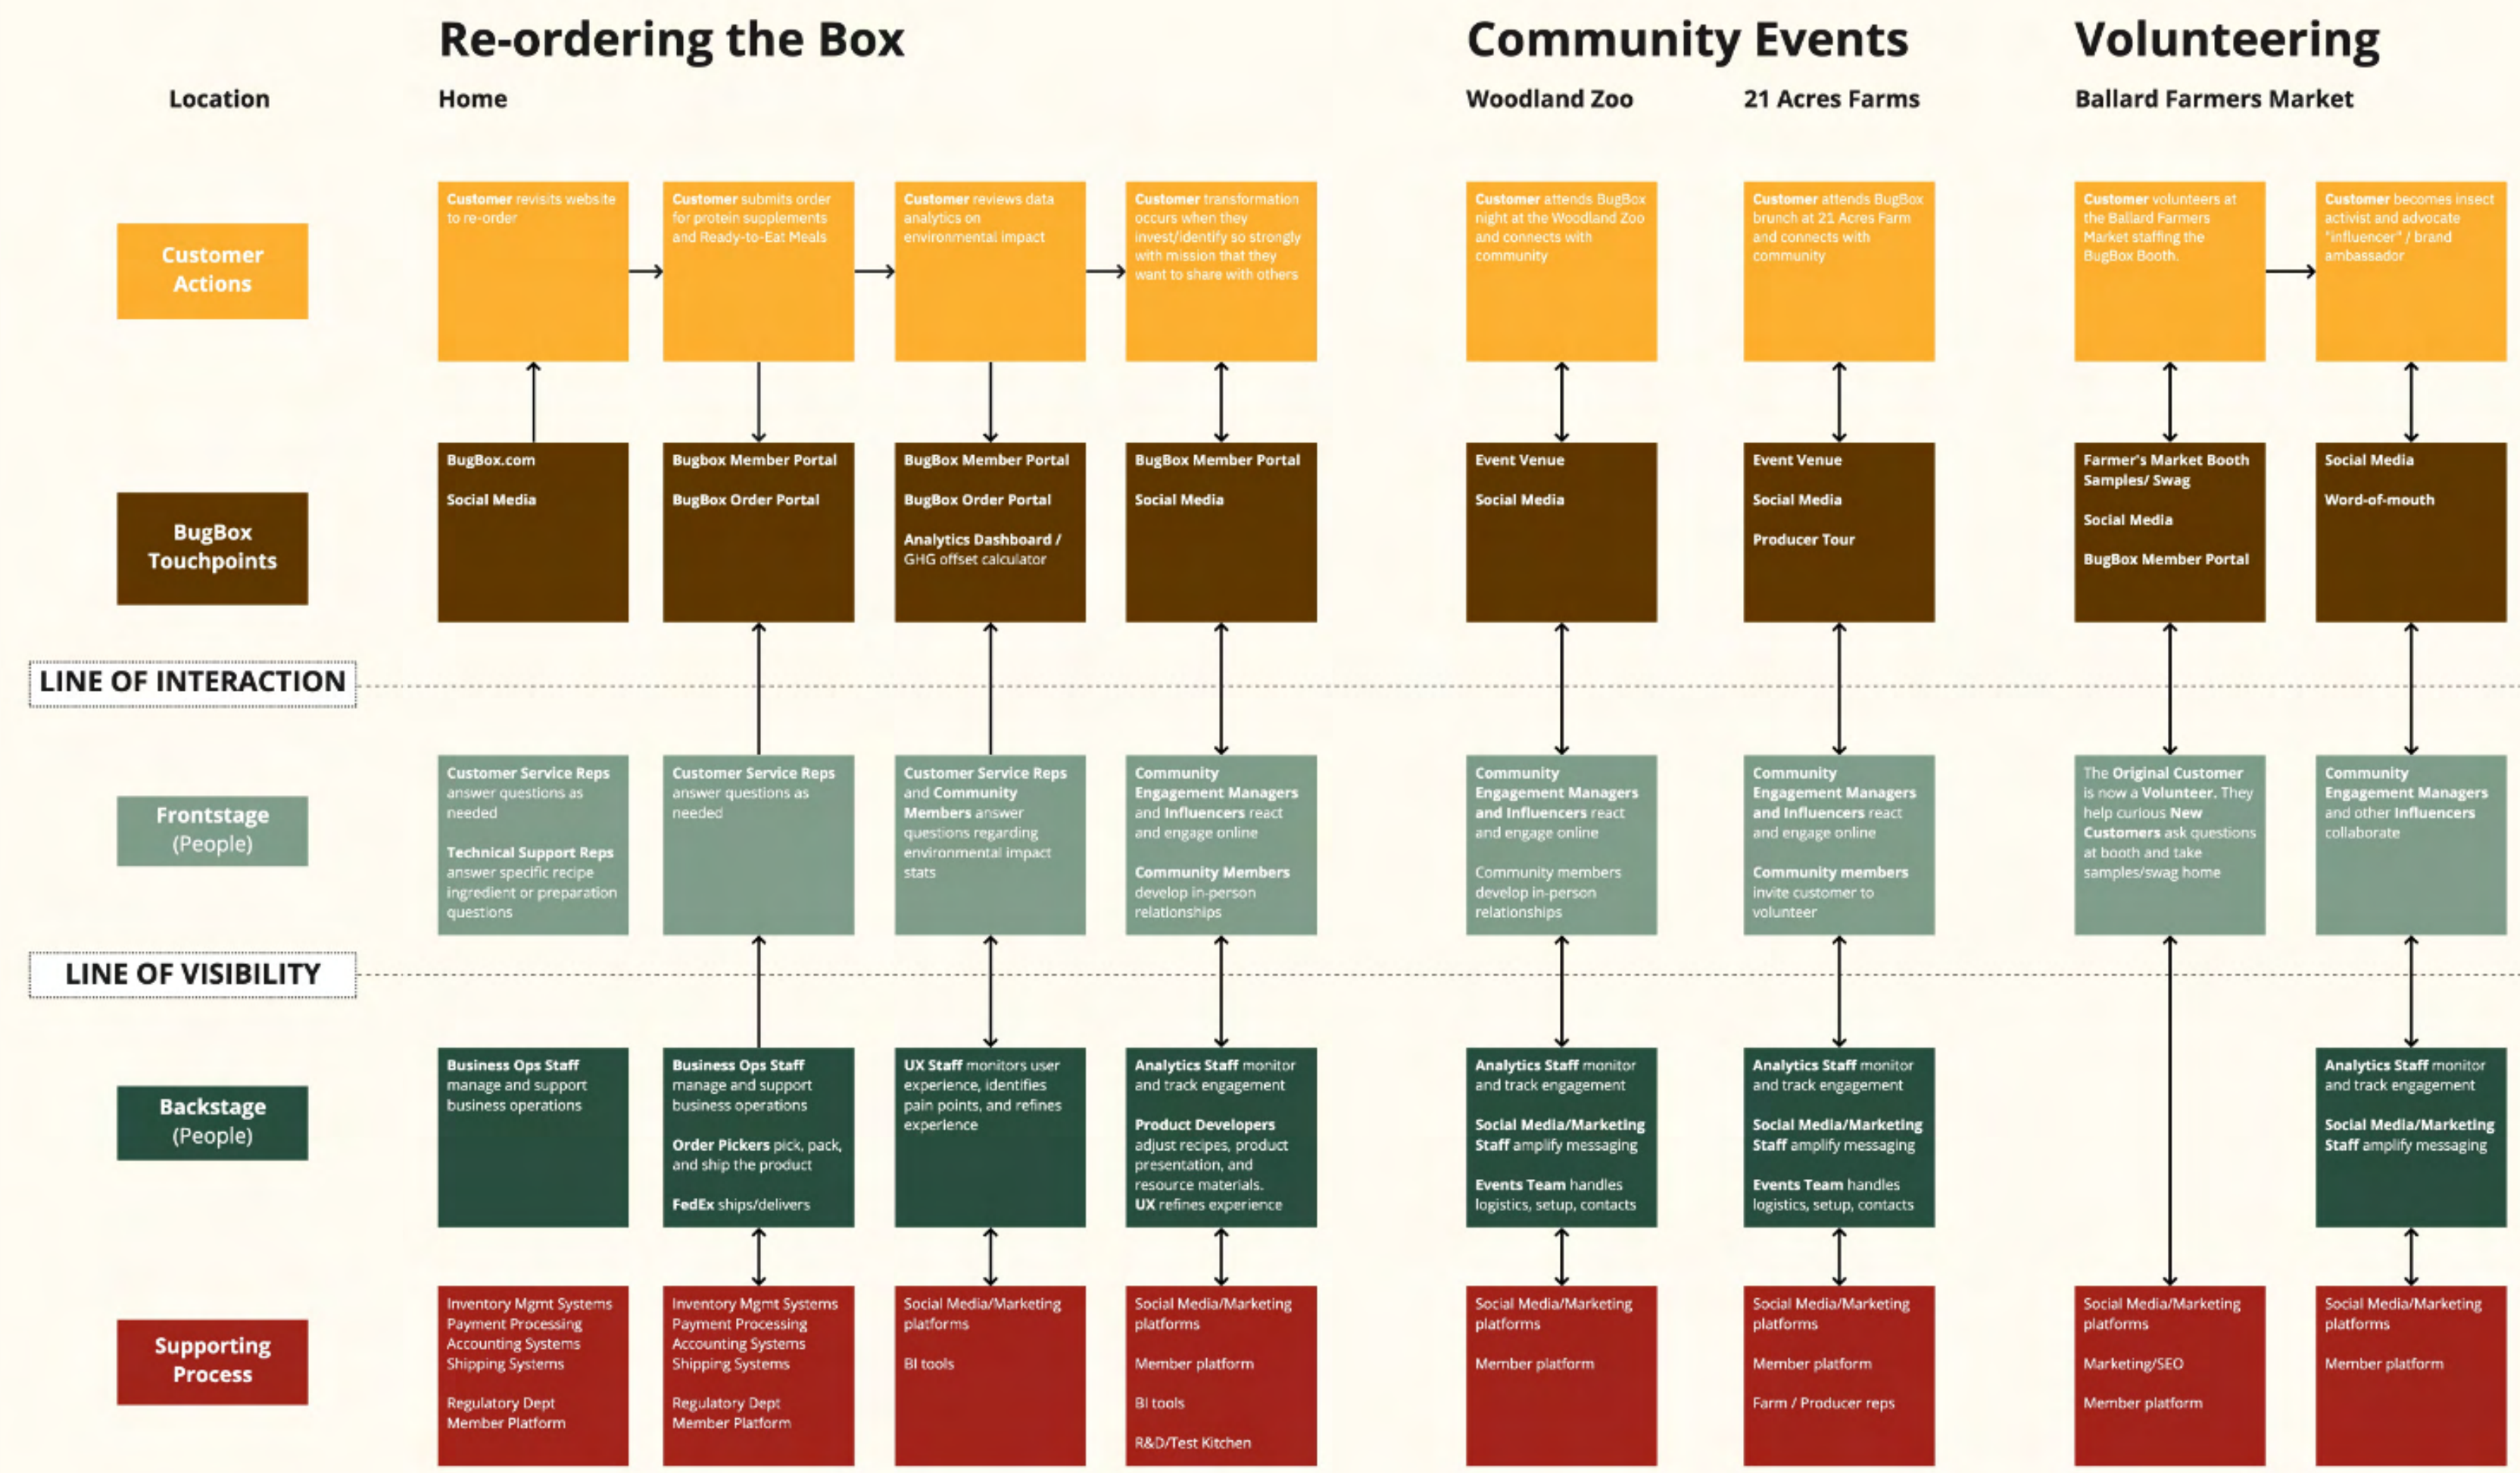 Re-ordering the Box
Community Events
Volunteering
Location
Home
Woodland Zoo
21 Acres Farms
Ballard Farmers Market
Customer
Actions
Customer revisits website
to re-order
Customer submits order
for protein supplements
and Ready-to-Eat Meals
Customer reviews data
analytics on
environmental impact
Customer transformation
occurs when they
invest/identify so strongly
with mission that they
want to share with others
Customer attends BugBox
night at the Woodland Zoo
and connects with
community
Customer attends BugBox
brunch at 21 Acres Farm
and connects with
community
Customer volunteers at
the Ballard Farmers
Market staffing the
BugBox Booth.
Customer becomes insect
activist and advocate
"influencer" / brand
ambassador
BugBox
Touchpoints
BugBox.com
Social Media
Bugbox Member Portal
BugBox Order Portal
BugBox Member Portal
BugBox Order Portal
Analytics Dashboard /
GHG offset calculator
BugBox Member Portal
Social Media
Event Venue
Social Media
Event Venue
Social Media
Producer Tour
Farmer's Market Booth
Samples/ Swag
Social Media
BugBox Member Portal
Social Media
Word-of-mouth
LINE OF INTERACTION
Frontstage
(People)
Customer Service Reps
answer questions as
needed
Technical Support Reps
answer specific recipe
ingredient or preparation
questions
Customer Service Reps
answer questions as
needed
Customer Service Reps
and Community
Members answer
questions regarding
environmental impact
stats
Community
Engagement Managers
and Influencers react
and engage online
Community Members
develop in-person
relationships
Community
Engagement Managers
and Influencers react
and engage online
Community members
develop in-person
relationships
Community
Engagement Managers
and Influencers react
and engage online
Community members
invite customer to
volunteer
The Original Customer
is now a Volunteer. They
help curious New
Customers ask questions
at booth and take
samples/swag home
Community
Engagement Managers
and other Influencers
collaborate
LINE OF VISIBILITY
Backstage
(People)
Business Ops Staff
manage and support
business operations
Business Ops Staff
manage and support
business operations
Order Pickers pick, pack,
and ship the product
FedEx ships/delivers
UX Staff monitors user
experience, identifies
pain points, and refines
experience
Analytics Staff monitor
and track engagement
Product Developers
adjust recipes, product
presentation, and
resource materials.
UX refines experience
Analytics Staff monitor
and track engagement
Social Media/Marketing
Staff amplify messaging
Events Team handles
logistics, setup, contacts
Analytics Staff monitor
and track engagement
Social Media/Marketing
Staff amplify messaging
Events Team handles
logistics, setup, contacts
Analytics Staff monitor
and track engagement
Social Media/Marketing
Staff amplify messaging
Supporting
Process
Inventory Mgmt Systems
Payment Processing
Accounting Systems
Shipping Systems
Regulatory Dept
Member Platform
Inventory Mgmt Systems
Payment Processing
Accounting Systems
Shipping Systems
Regulatory Dept
Member Platform
Social Media/Marketing
platforms
BI tools
Social Media/Marketing
platforms
Member platform
BI tools
R&D/Test Kitchen
Social Media/Marketing
platforms
Member platform
Social Media/Marketing
platforms
Member platform
Farm / Producer reps
Social Media/Marketing
platforms
Marketing/SEO
Member platform
Social Media/Marketing
platforms
Member platform